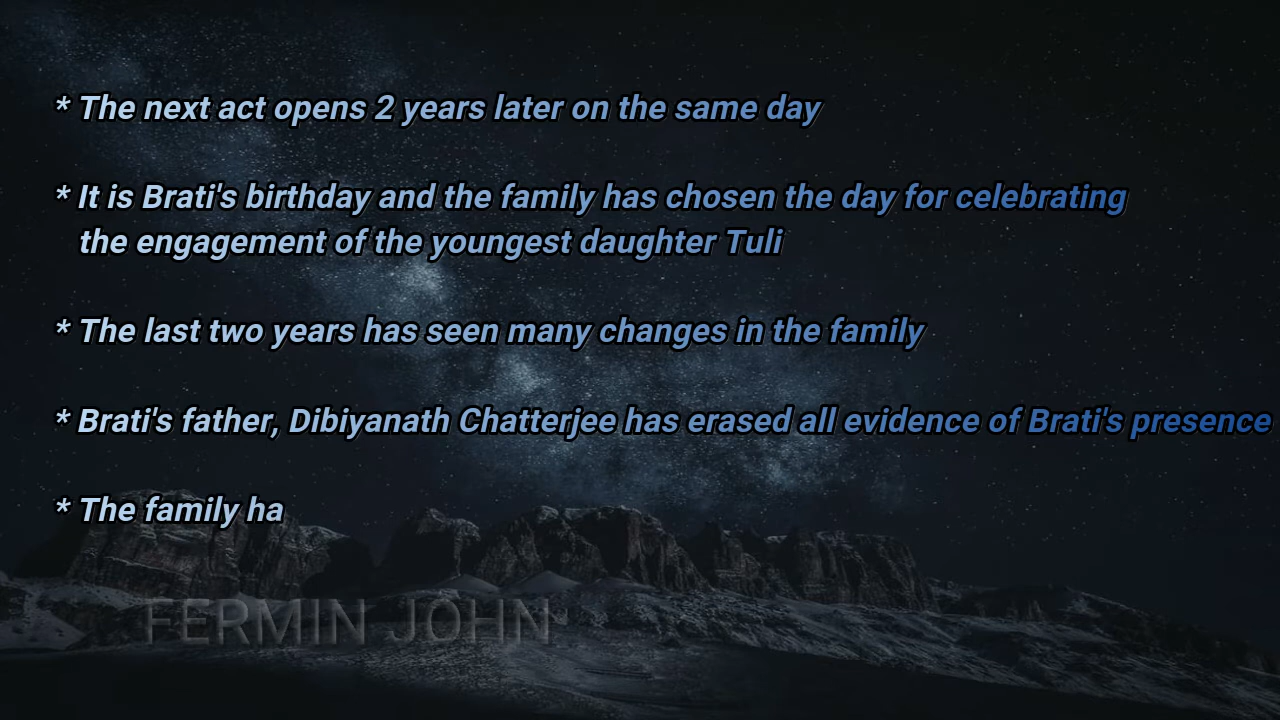 * The next act opens 2 years later on the same day
* It is Brati's birthday and the family has chosen the day for celebrating
the engagement of the youngest daughter Tuli
* The last two years has seen many changes in the family
* Brati's father, Dibiyanath Chatterjee has erased all evidence of Brati's presence
* The family ha
FERMIN JOHN